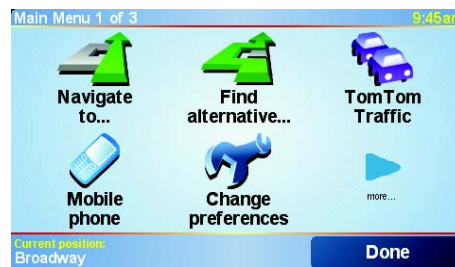 Main Menu 1 of 3
9:45am
Navigate
to...
Find
alternative...
TomTom
Traffic
Mobile
phone
Change
preferences
more...
Current position:
Broadway
Done